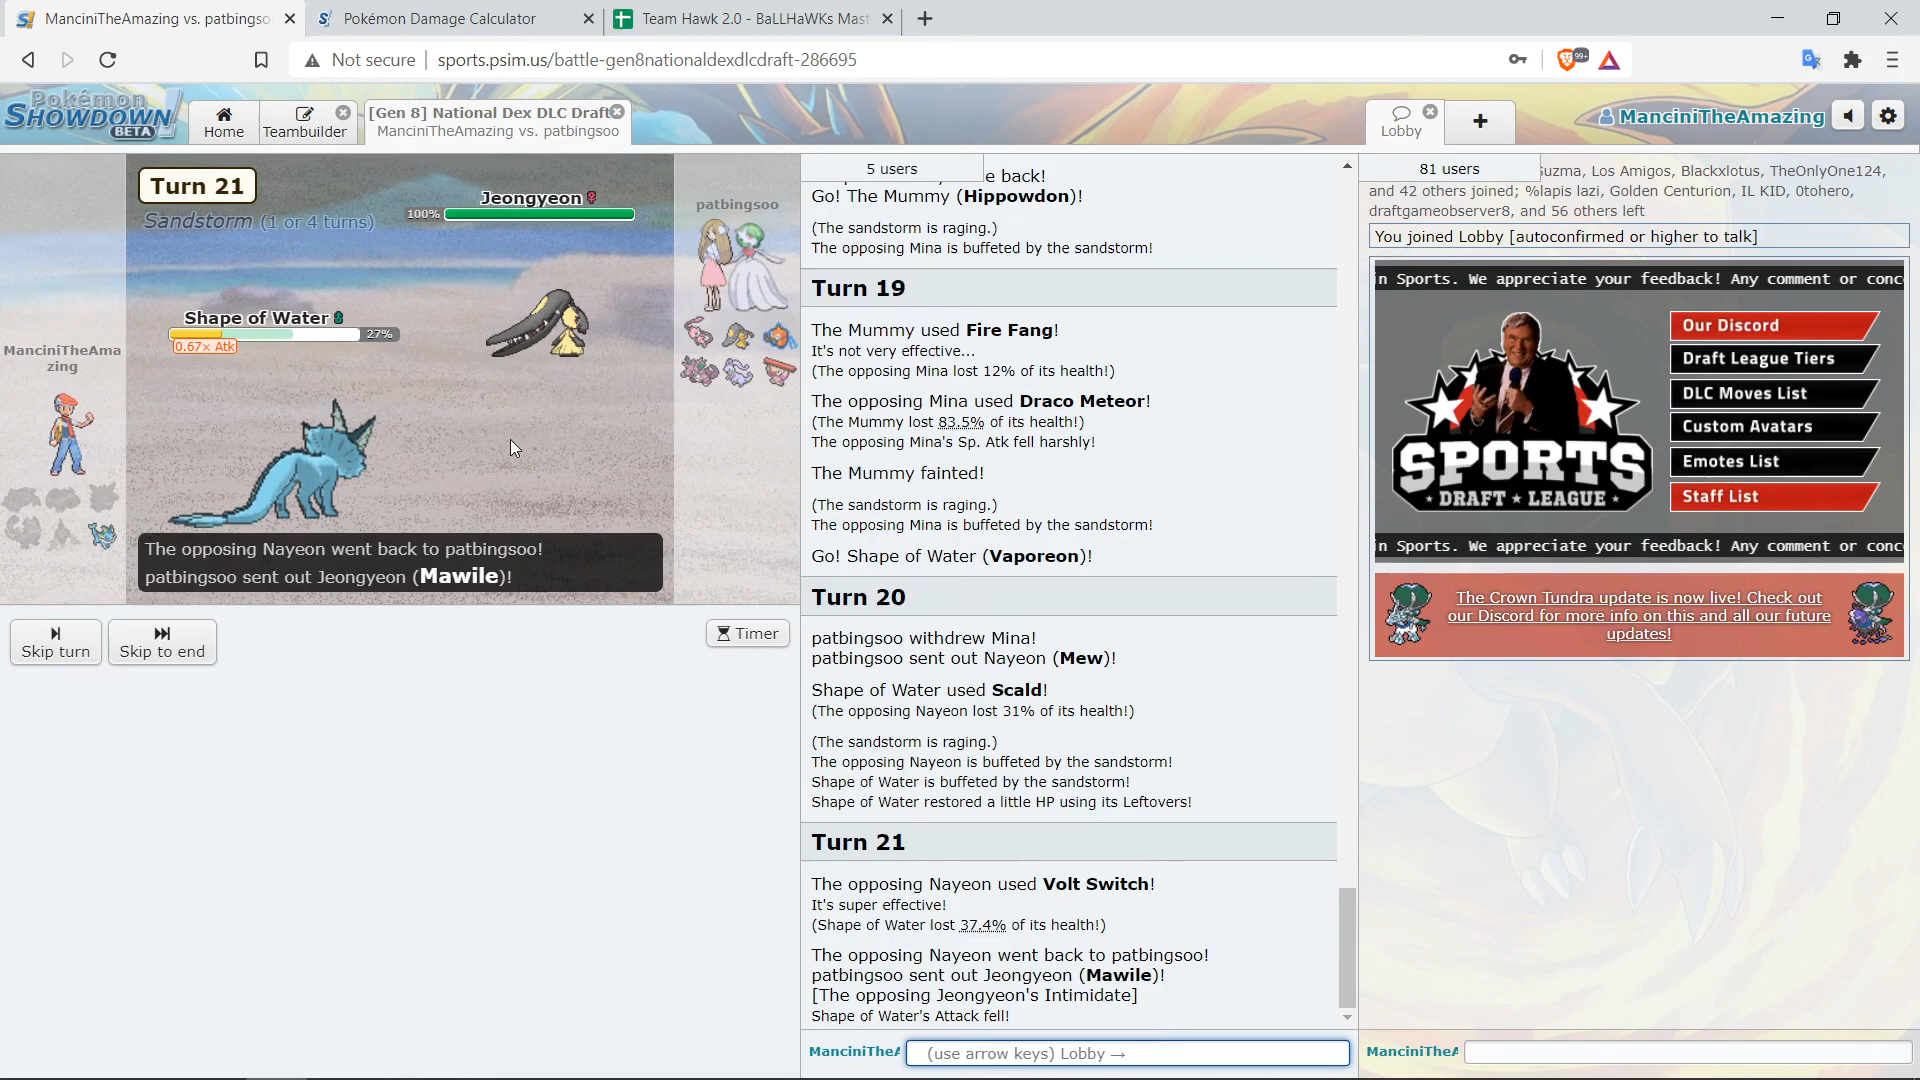 ManciniTheAmazing vs. patbingsoo
Pokémon Damage Calculator
Team Hawk 2.0 - BaLLHaWKs Mast
Not secure
sports.psim.us/battle-gen8nationaldexdlcdraft-286695
99+
Pokémon
SHOWDOWN!
BETA
Home
Teambuilder
[Gen 8] National Dex DLC Draft
ManciniTheAmazing vs. patbingsoo
Lobby
ManciniTheAmazing
Turn 21
Sandstorm (1 or 4 turns)
Jeongyeon
100%
Shape of Water
27%
0.67× Atk
ManciniTheAma
zing
patbingsoo
The opposing Nayeon went back to patbingsoo!
patbingsoo sent out Jeongyeon (Mawile)!
Skip turn
Skip to end
Timer
5 users
e back!
Go! The Mummy (Hippowdon)!
(The sandstorm is raging.)
The opposing Mina is buffeted by the sandstorm!
Turn 19
The Mummy used Fire Fang!
It's not very effective...
(The opposing Mina lost 12% of its health!)
The opposing Mina used Draco Meteor!
(The Mummy lost 83.5% of its health!)
The opposing Mina's Sp. Atk fell harshly!
The Mummy fainted!
(The sandstorm is raging.)
The opposing Mina is buffeted by the sandstorm!
Go! Shape of Water (Vaporeon)!
Turn 20
patbingsoo withdrew Mina!
patbingsoo sent out Nayeon (Mew)!
Shape of Water used Scald!
(The opposing Nayeon lost 31% of its health!)
(The sandstorm is raging.)
The opposing Nayeon is buffeted by the sandstorm!
Shape of Water is buffeted by the sandstorm!
Shape of Water restored a little HP using its Leftovers!
Turn 21
The opposing Nayeon used Volt Switch!
It's super effective!
(Shape of Water lost 37.4% of its health!)
The opposing Nayeon went back to patbingsoo!
patbingsoo sent out Jeongyeon (Mawile)!
[The opposing Jeongyeon's Intimidate]
Shape of Water's Attack fell!
ManciniTheA
(use arrow keys) Lobby →
81 users
Guzma, Los Amigos, Blackxlotus, TheOnlyOne124,
and 42 others joined; %lapis lazi, Golden Centurion, IL KID, 0tohero,
draftgameobserver8, and 56 others left
You joined Lobby [autoconfirmed or higher to talk]
in Sports. We appreciate your feedback! Any comment or conc
SPORTS
DRAFT ★ LEAGUE
Our Discord
Draft League Tiers
DLC Moves List
Custom Avatars
Emotes List
Staff List
in Sports. We appreciate your feedback! Any comment or conc
The Crown Tundra update is now live! Check out
our Discord for more info on this and all our future
updates!
ManciniTheA